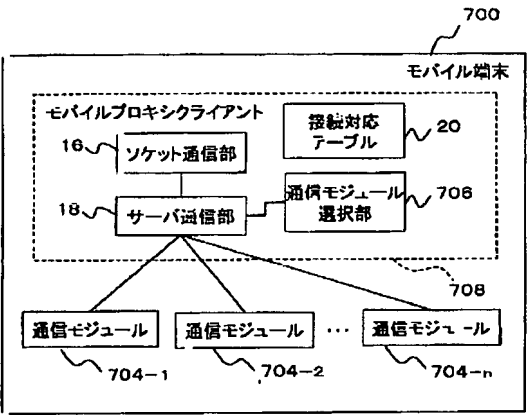 700
モバイル端末
モバイルプロキシクライアント
16
ソケット通信部
接続対応
テーブル
20
18
サーバ通信部
通信モジュール
選択部
706
708
通信モジュール
通信モジュール
...
通信モジュール
704-1
704-2
704-n